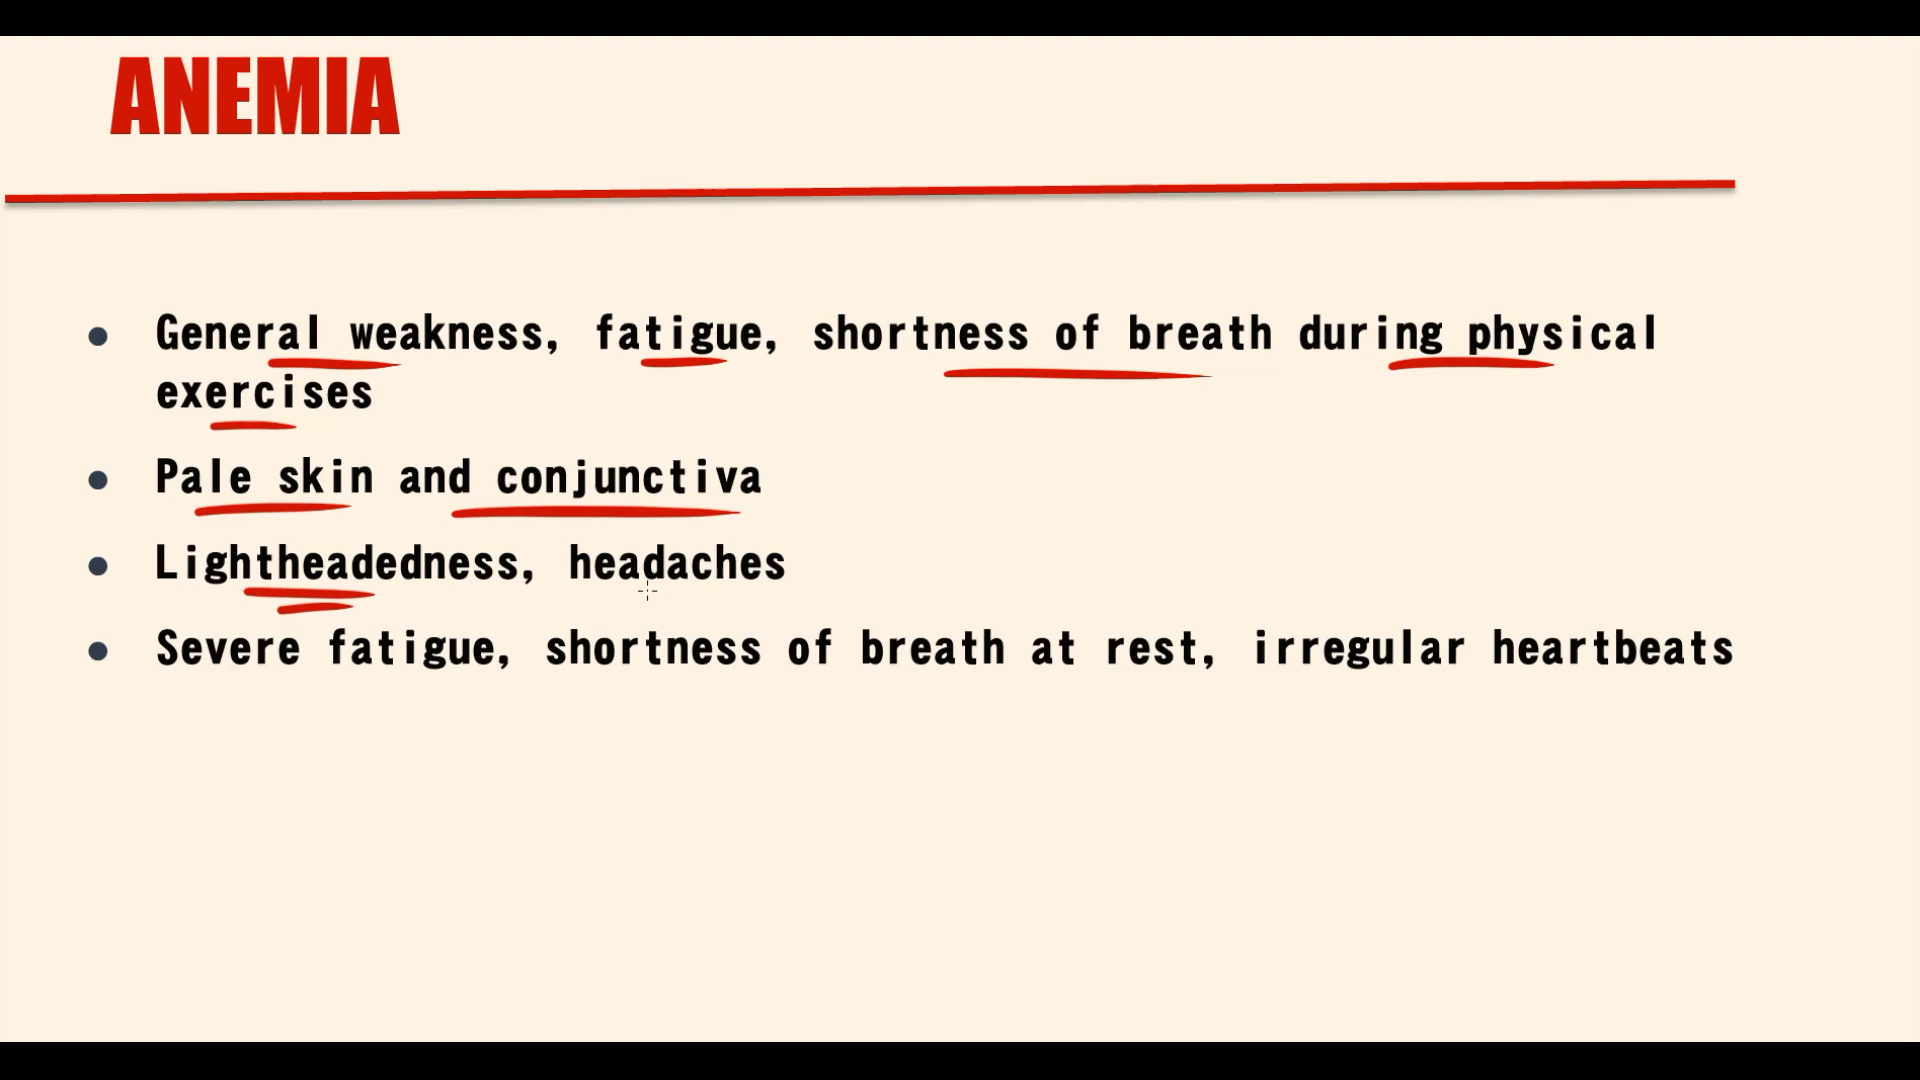 ANEMIA
● General weakness, fatigue, shortness of breath during physical
exercises
● Pale skin and conjunctiva
● Lightheadedness, headaches
● Severe fatigue, shortness of breath at rest, irregular heartbeats